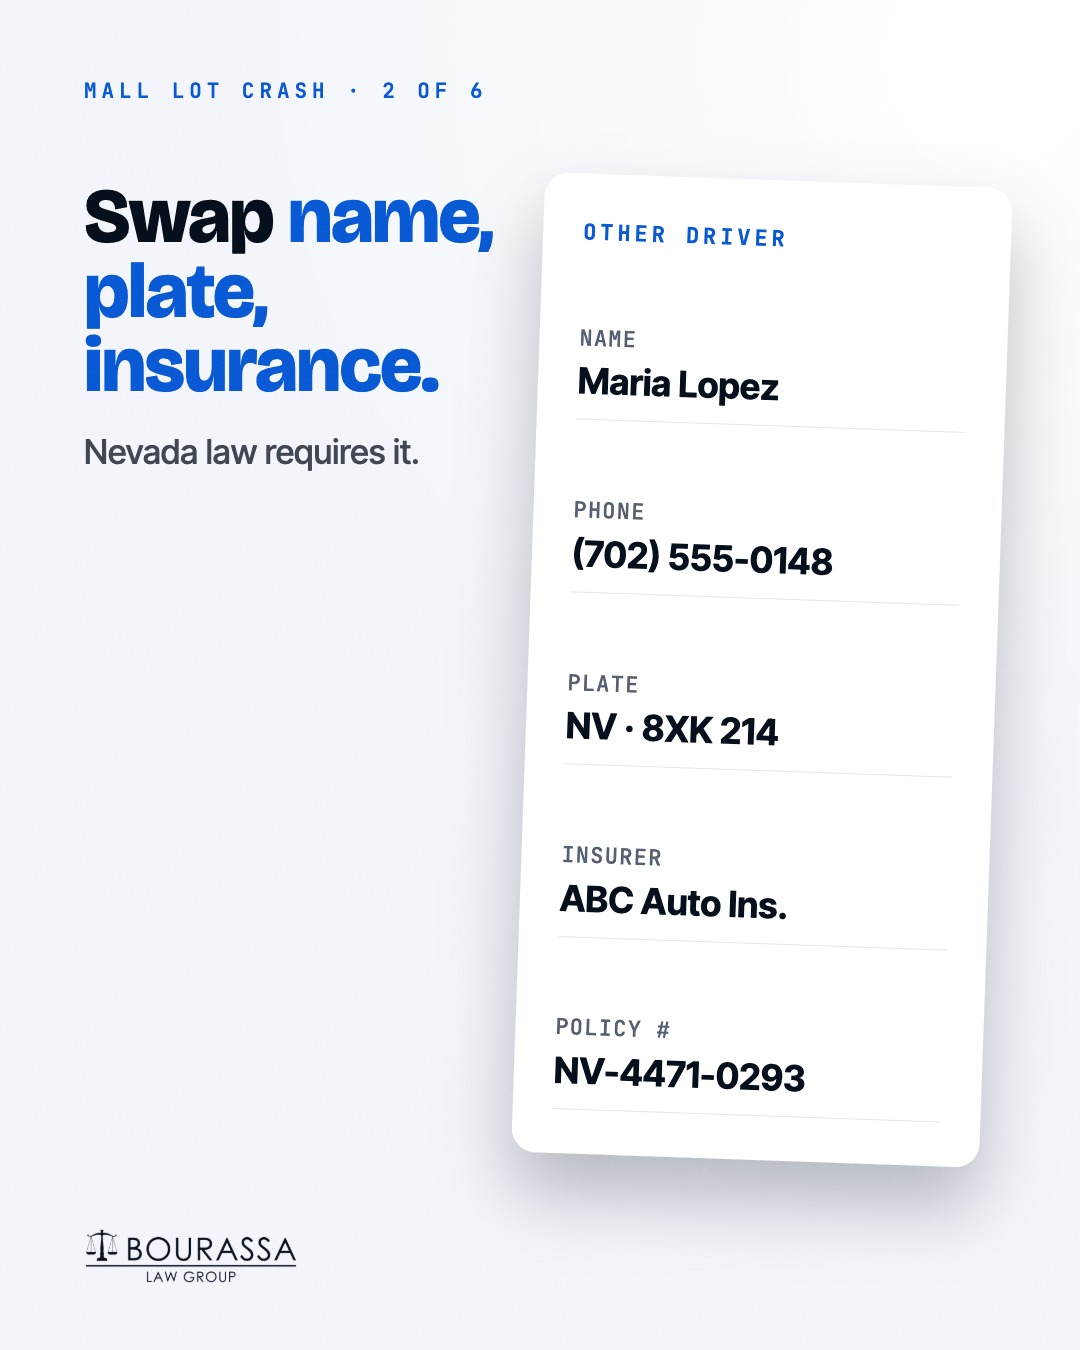 MALL LOT CRASH · 2 OF 6
Swap name,
plate,
insurance.
Nevada law requires it.
OTHER DRIVER
NAME
Maria Lopez
PHONE
(702) 555-0148
PLATE
NV · 8XK 214
INSURER
ABC Auto Ins.
POLICY #
NV-4471-0293
BOURASSA
LAW GROUP